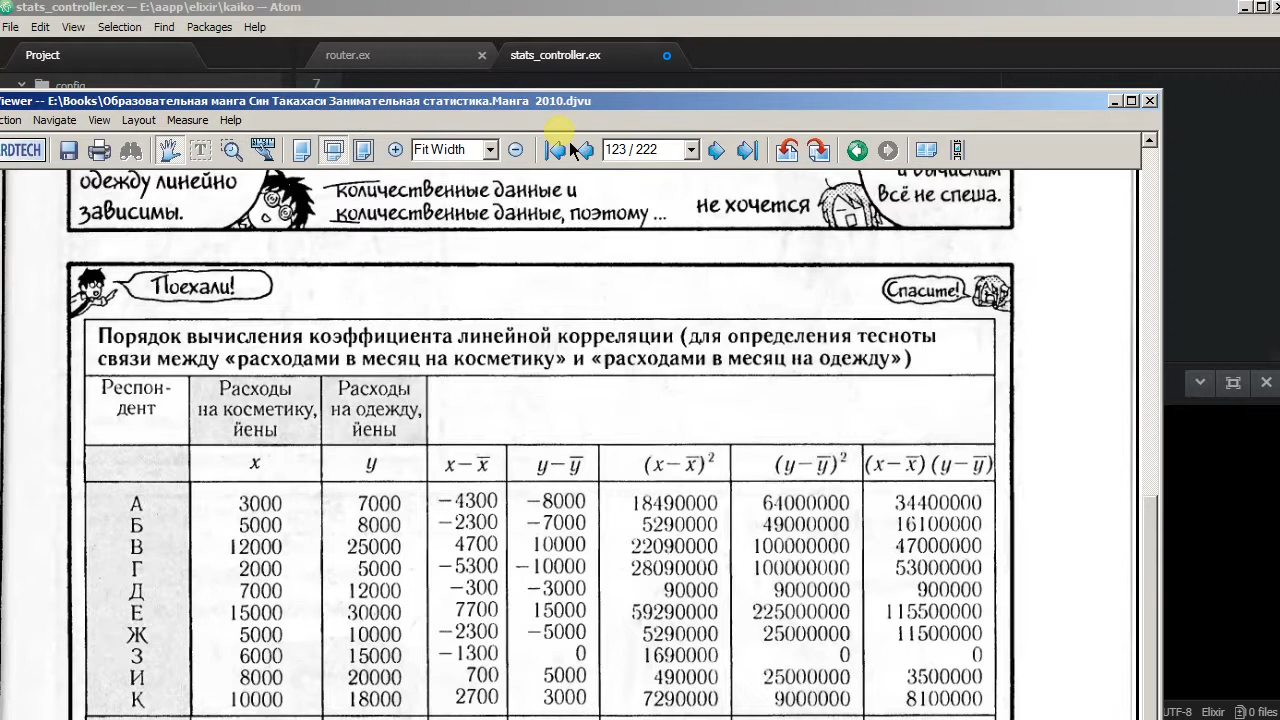 stats_controller.ex — E:\aapp\elixir\kaiko — Atom
File Edit View Selection Find Packages Help
Project router.ex stats_controller.ex
config 7
iewer -- E:\Books\Образовательная манга Син Такахаси Занимательная статистика.Манга 2010.djvu
ction Navigate View Layout Measure Help
ARDTECH Fit Width 123 / 222
одежду линейно
зависимы.
количественные данные и
количественные данные, поэтому ...
не хочется
и вычислим
всё не спеша.
Поехали!
Спасите!
Порядок вычисления коэффициента линейной корреляции (для определения тесноты
связи между «расходами в месяц на косметику» и «расходами в месяц на одежду»)
Респон-
дент
Расходы
на косметику,
йены
Расходы
на одежду,
йены
x y x – x̅ y – y̅ (x – x̅)² (y – y̅)² (x – x̅) (y – y̅)
А 3000 7000 –4300 –8000 18490000 64000000 34400000
Б 5000 8000 –2300 –7000 5290000 49000000 16100000
В 12000 25000 4700 10000 22090000 100000000 47000000
Г 2000 5000 –5300 –10000 28090000 100000000 53000000
Д 7000 12000 –300 –3000 90000 9000000 900000
Е 15000 30000 7700 15000 59290000 225000000 115500000
Ж 5000 10000 –2300 –5000 5290000 25000000 11500000
З 6000 15000 –1300 0 1690000 0 0
И 8000 20000 700 5000 490000 25000000 3500000
К 10000 18000 2700 3000 7290000 9000000 8100000
UTF-8 Elixir 0 files